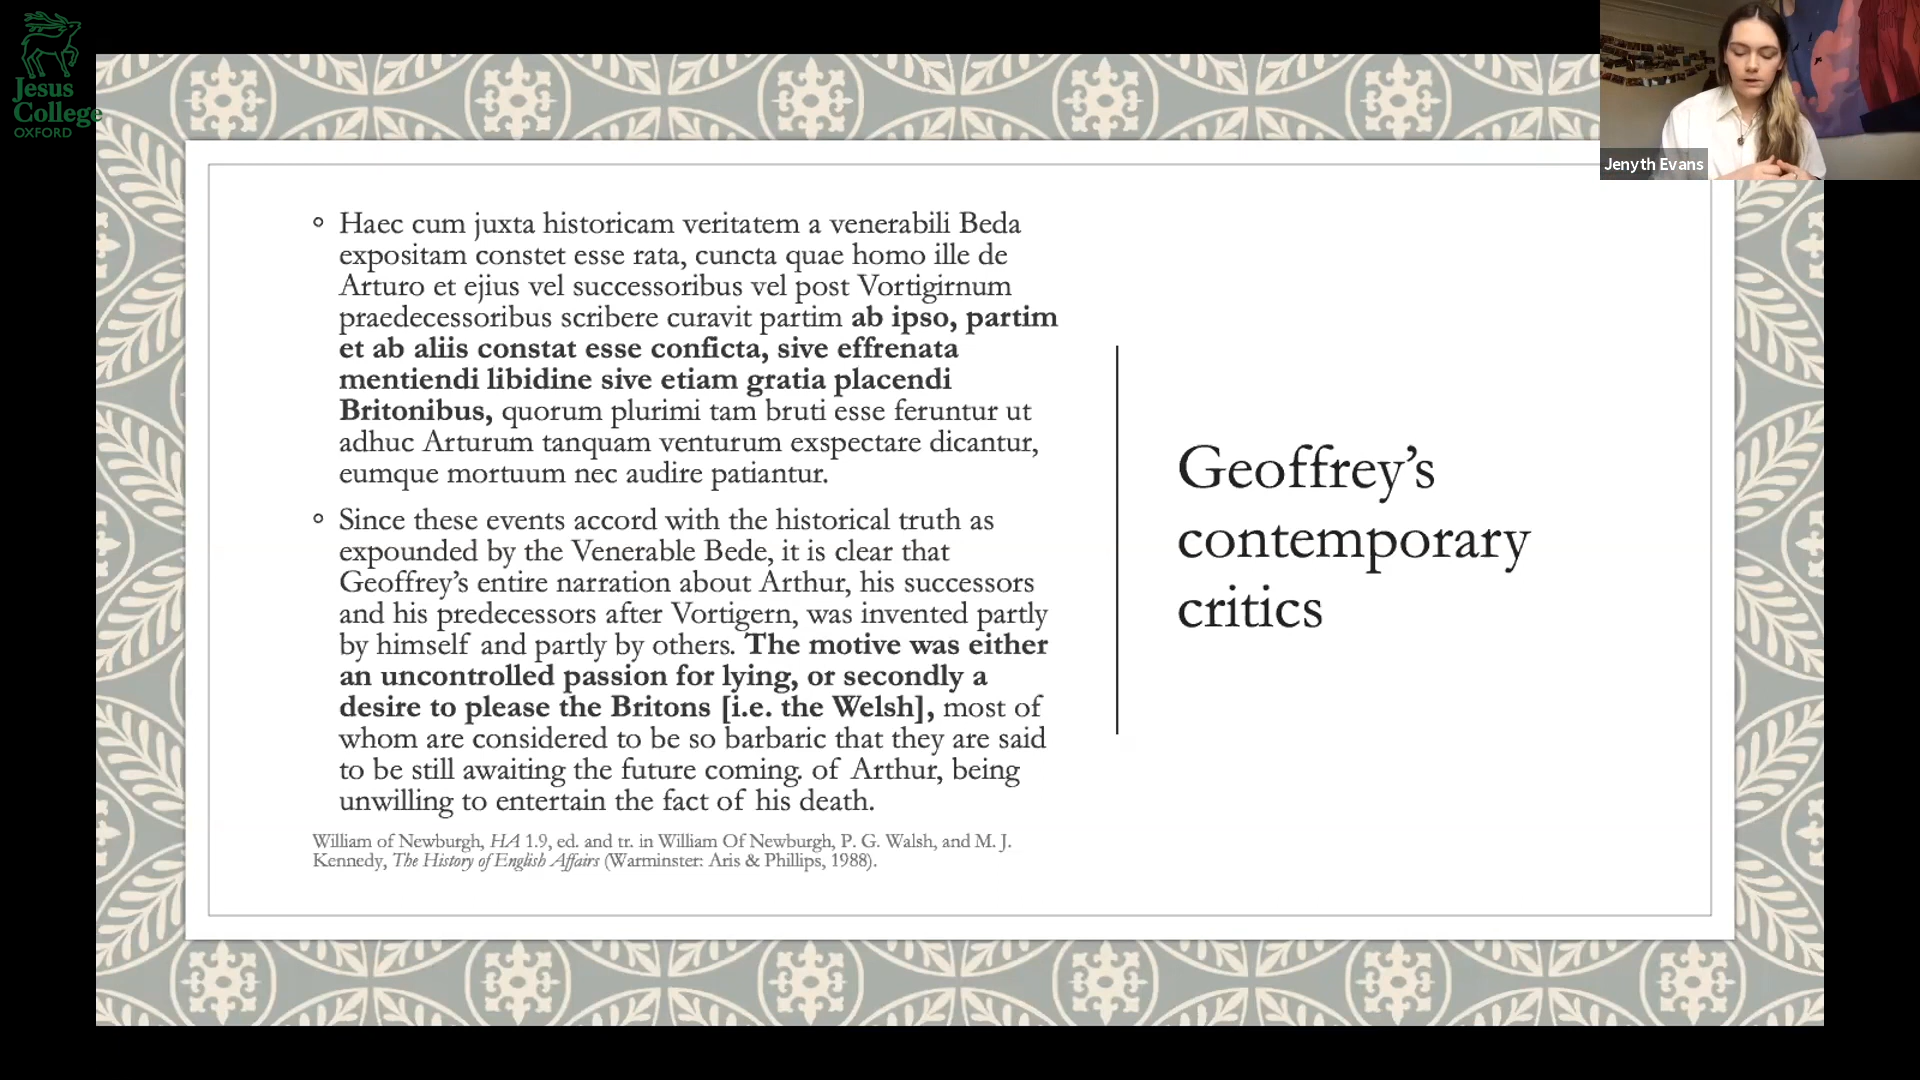 Jesus
College
OXFORD
Jenyth Evans
Haec cum juxta historicam veritatem a venerabili Beda
expositam constet esse rata, cuncta quae homo ille de
Arturo et ejius vel successoribus vel post Vortigirnum
praedecessoribus scribere curavit partim ab ipso, partim
et ab aliis constat esse conficta, sive effrenata
mentiendi libidine sive etiam gratia placendi
Britonibus, quorum plurimi tam bruti esse feruntur ut
adhuc Arturum tanquam venturum exspectare dicantur,
eumque mortuum nec audire patiantur.
Since these events accord with the historical truth as
expounded by the Venerable Bede, it is clear that
Geoffrey’s entire narration about Arthur, his successors
and his predecessors after Vortigern, was invented partly
by himself and partly by others. The motive was either
an uncontrolled passion for lying, or secondly a
desire to please the Britons [i.e. the Welsh], most of
whom are considered to be so barbaric that they are said
to be still awaiting the future coming. of Arthur, being
unwilling to entertain the fact of his death.
William of Newburgh, HA 1.9, ed. and tr. in William Of Newburgh, P. G. Walsh, and M. J.
Kennedy, The History of English Affairs (Warminster: Aris & Phillips, 1988).
Geoffrey’s
contemporary
critics